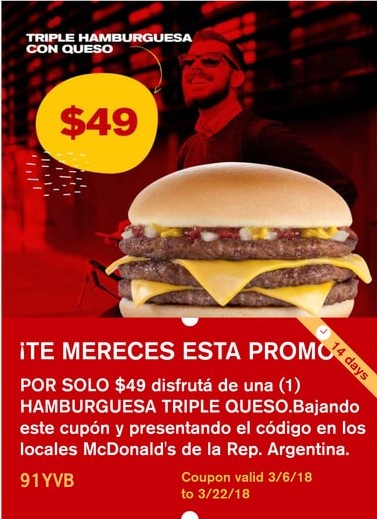 TRIPLE HAMBURGUESA
CON QUESO
$49
¡TE MERECES ESTA PROMO
14 days
POR SOLO $49 disfrutá de una (1)
HAMBURGUESA TRIPLE QUESO.Bajando
este cupón y presentando el código en los
locales McDonald's de la Rep. Argentina.
91YVB
Coupon valid 3/6/18
to 3/22/18